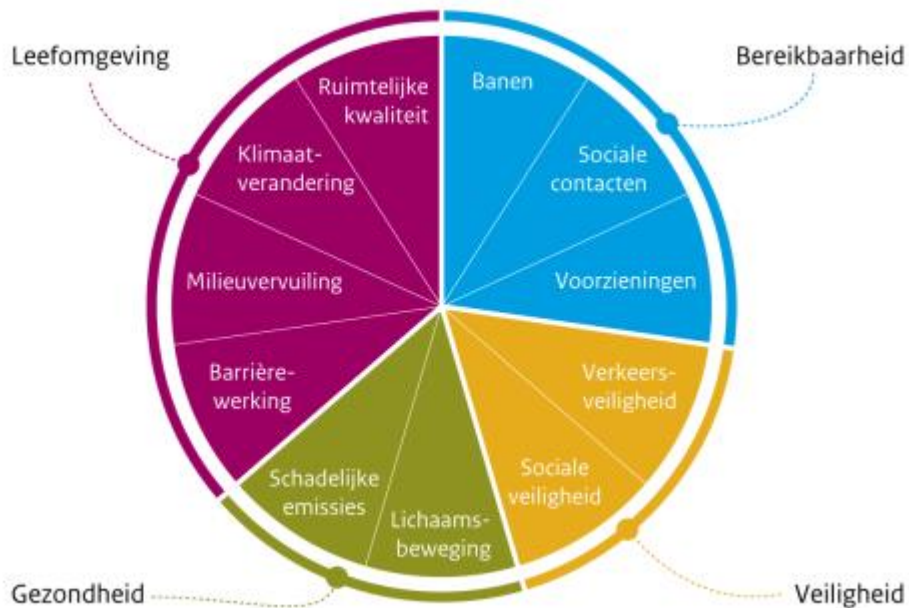 Leefomgeving
Bereikbaarheid
Ruimtelijke
kwaliteit
Banen
Klimaat-
verandering
Sociale
contacten
Milieuvervuiling
Voorzieningen
Barrière-
werking
Verkeers-
veiligheid
Schadelijke
emissies
Lichaams-
beweging
Sociale
veiligheid
Gezondheid
Veiligheid